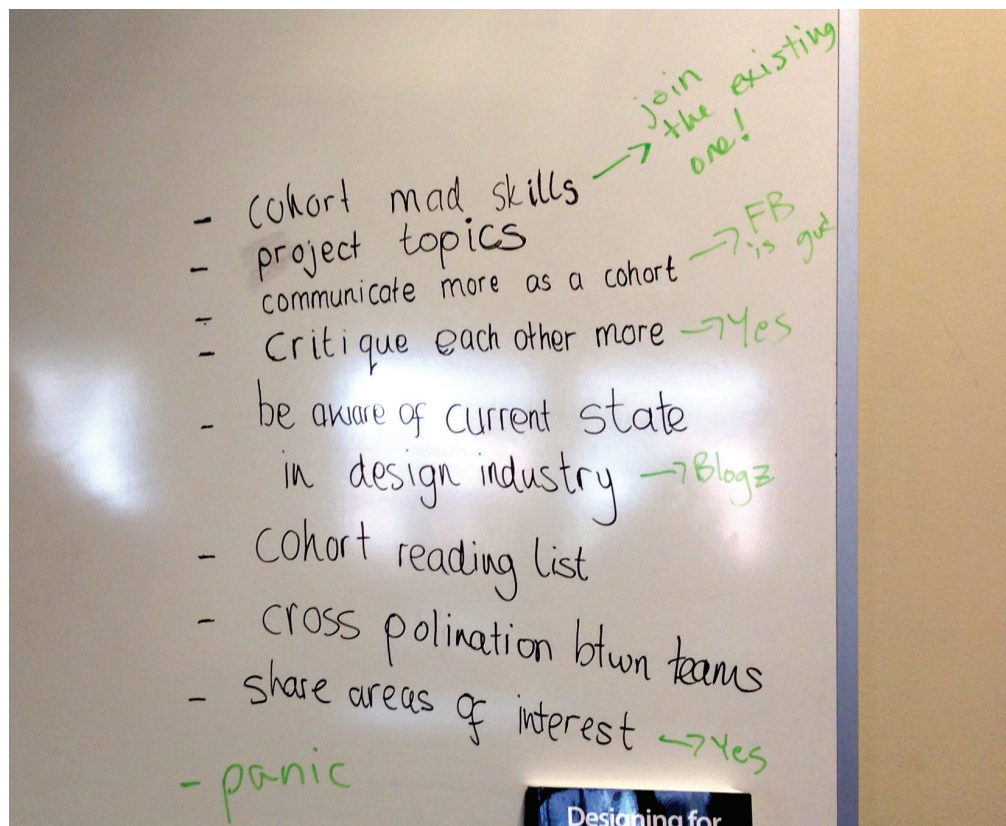 join
the existing
one!
- cohort mad skills →
- project topics
FB
is gud
- communicate more as a cohort →
- critique each other more → Yes
- be aware of current state
in design industry → Blogz
- cohort reading list
- cross polination btwn teams
- share areas of interest → Yes
- panic
Designing for